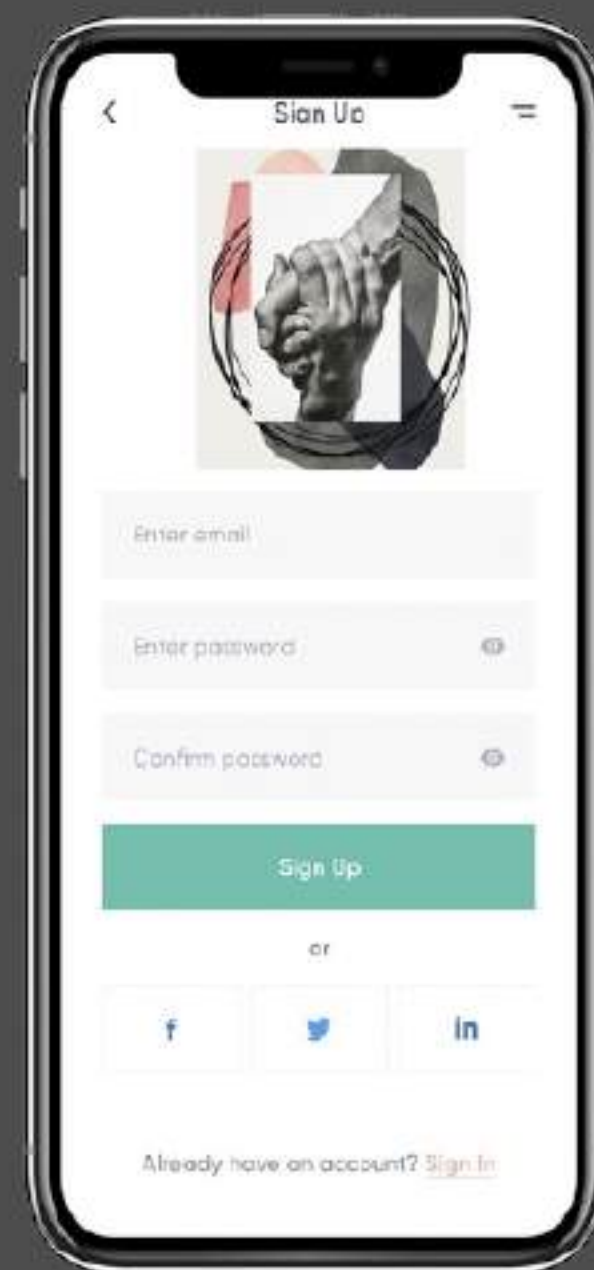 Sign Up
Enter email
Enter password
Confirm password
Sign Up
or
f
in
Already have an account? Sign In